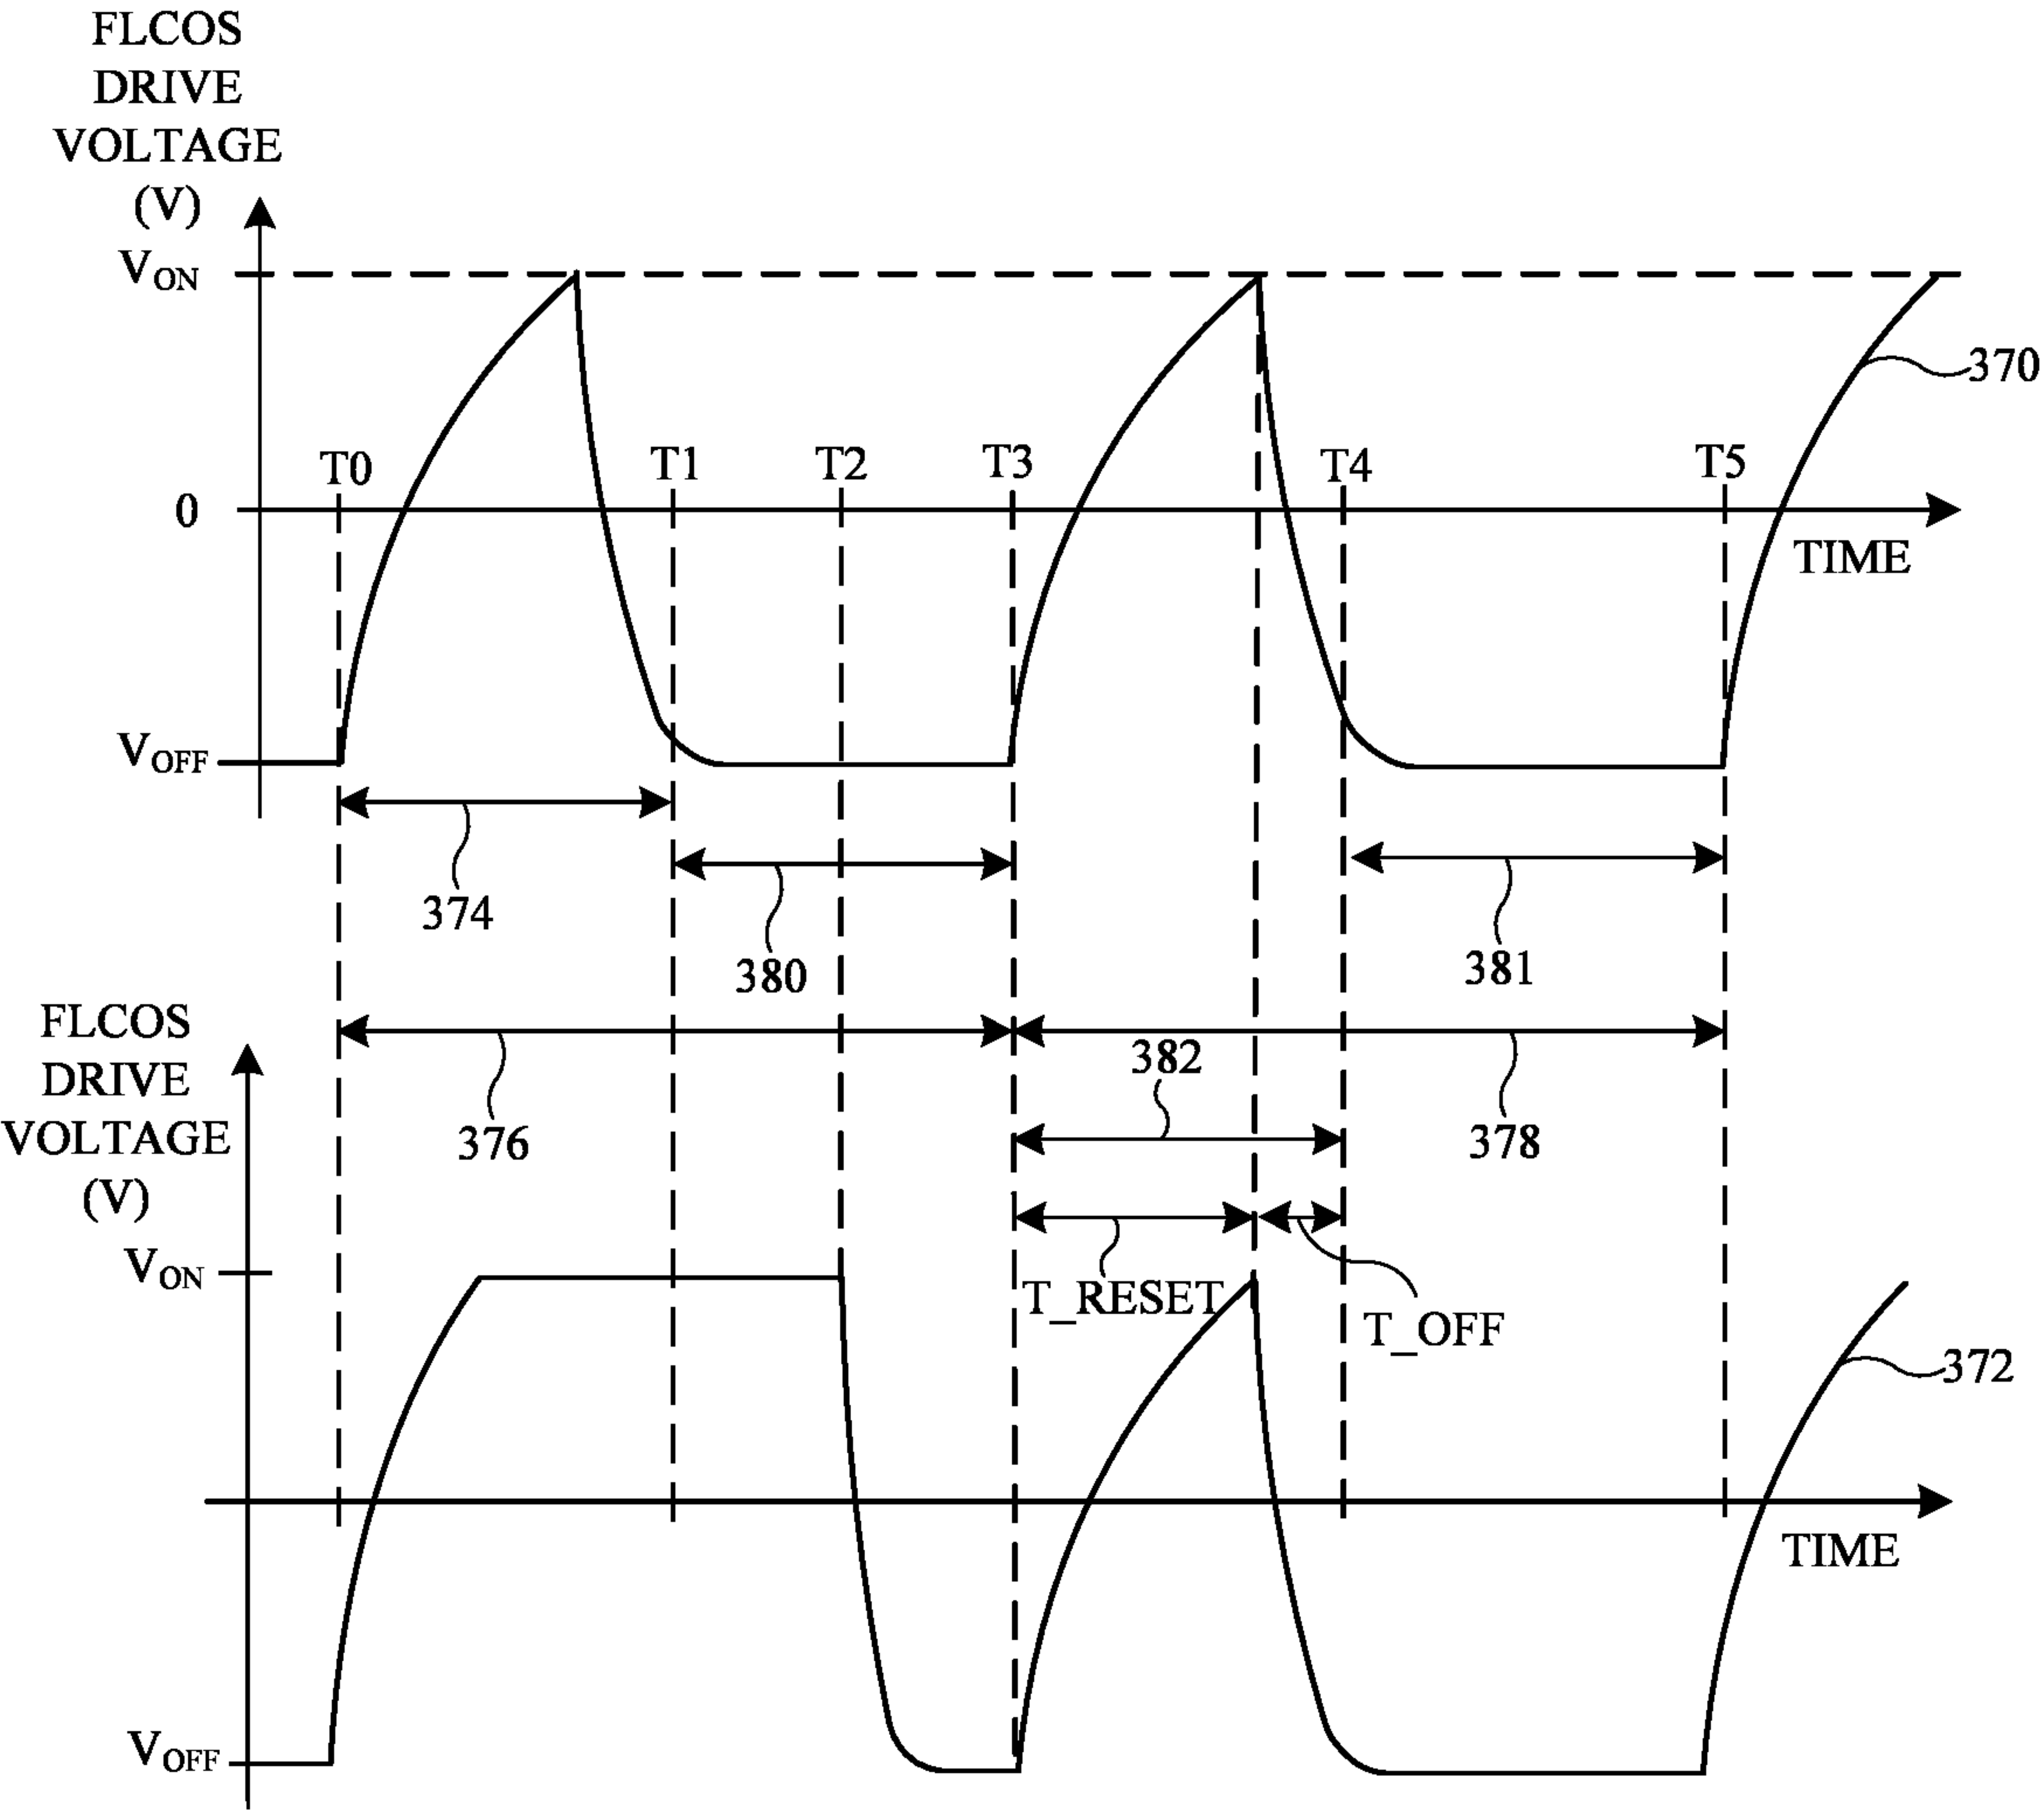 FLCOS
DRIVE
VOLTAGE
(V)
VON
370
T0
T1
T2
T3
T4
T5
0
TIME
VOFF
374
380
381
FLCOS
DRIVE
VOLTAGE
(V)
382
376
378
VON
T_RESET
T_OFF
372
TIME
VOFF